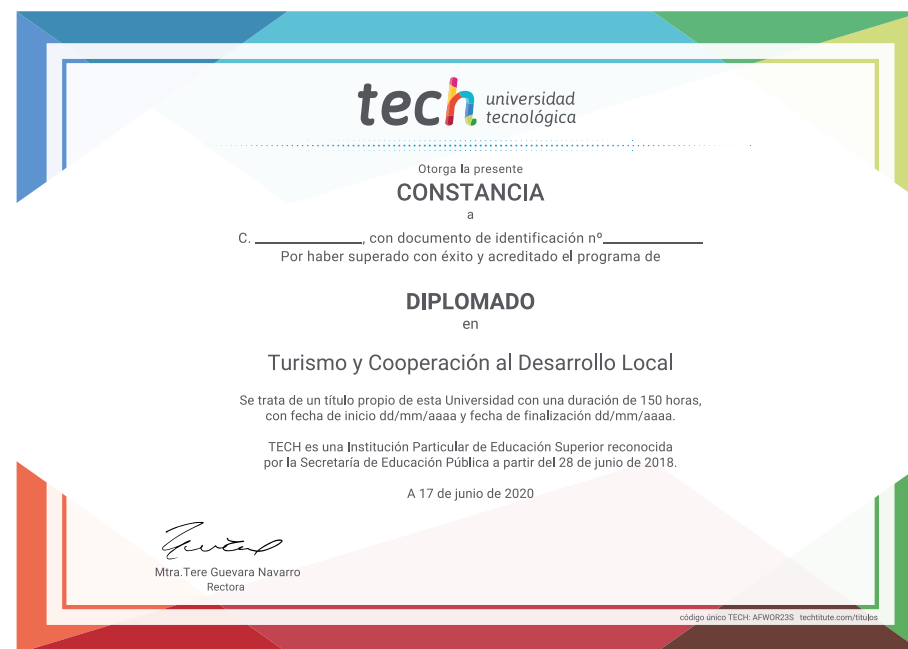 tech universidad
tecnológica
Otorga la presente
CONSTANCIA
a
C. ____________, con documento de identificación nº____________
Por haber superado con éxito y acreditado el programa de
DIPLOMADO
en
Turismo y Cooperación al Desarrollo Local
Se trata de un título propio de esta Universidad con una duración de 150 horas,
con fecha de inicio dd/mm/aaaa y fecha de finalización dd/mm/aaaa.
TECH es una Institución Particular de Educación Superior reconocida
por la Secretaría de Educación Pública a partir del 28 de junio de 2018.
A 17 de junio de 2020
Mtra.Tere Guevara Navarro
Rectora
código único TECH: AFWOR23S techtitute.com/titulos